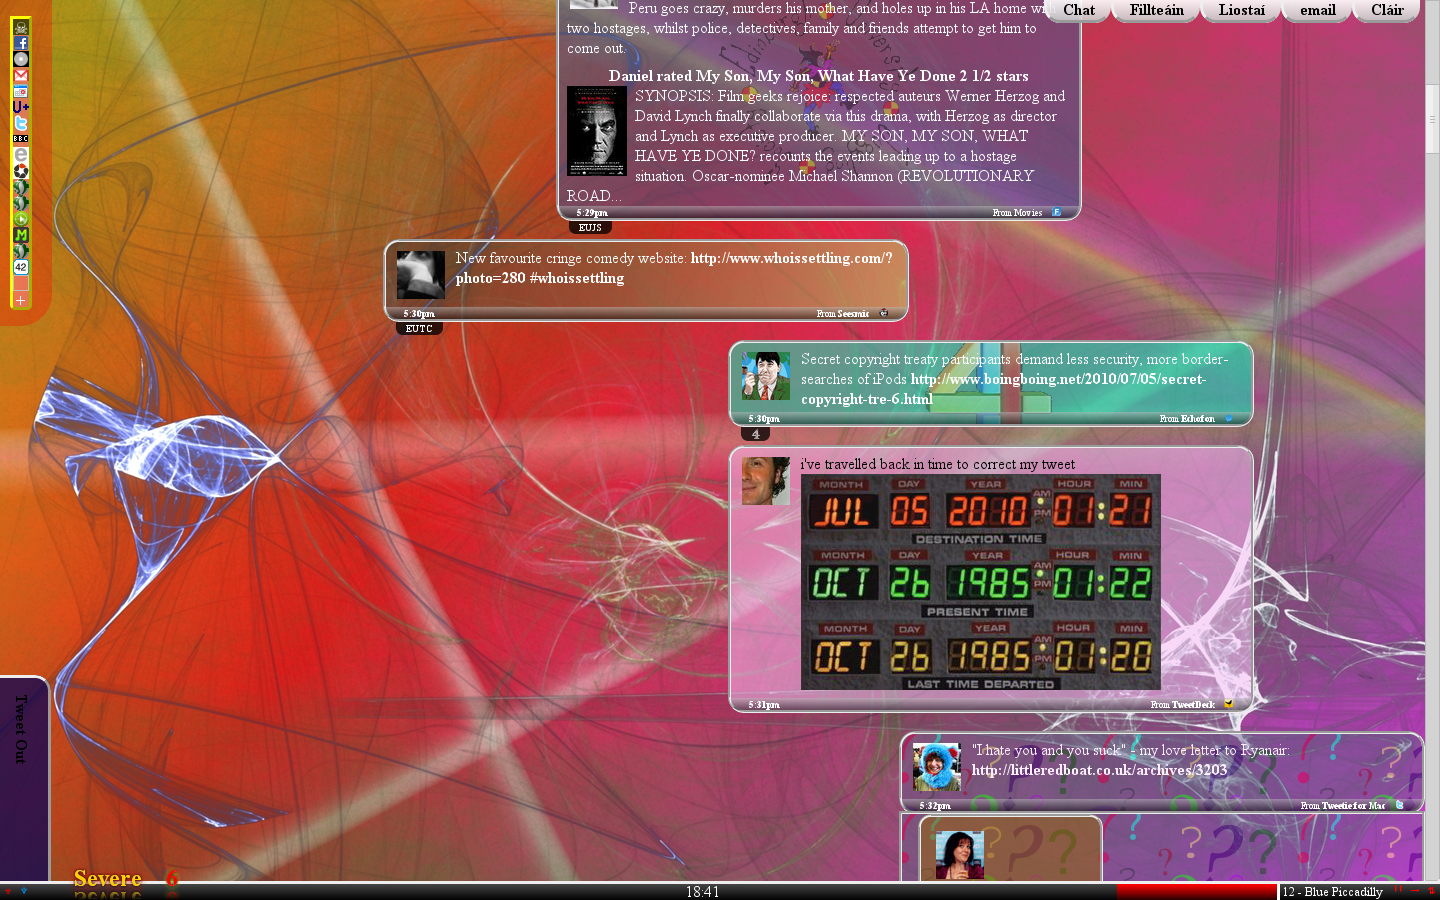 Chat Fillteáin Liostaí email Cláir
Peru goes crazy, murders his mother, and holes up in his LA home with
two hostages, whilst police, detectives, family and friends attempt to get him to
come out.
Daniel rated My Son, My Son, What Have Ye Done 2 1/2 stars
SYNOPSIS: Film geeks rejoice: respected auteurs Werner Herzog and
David Lynch finally collaborate via this drama, with Herzog as director
and Lynch as executive producer. MY SON, MY SON, WHAT
HAVE YE DONE? recounts the events leading up to a hostage
situation. Oscar-nominee Michael Shannon (REVOLUTIONARY
ROAD...
5:29pm From Movies
EUJS
New favourite cringe comedy website: http://www.whoissettling.com/?
photo=280 #whoissettling
5:30pm From Seesmic
EUTC
Secret copyright treaty participants demand less security, more border-
searches of iPods http://www.boingboing.net/2010/07/05/secret-
copyright-tre-6.html
5:30pm From Echofon
4
i've travelled back in time to correct my tweet
MONTH DAY YEAR AM HOUR MIN
JUL 05 2010 PM 01:21
DESTINATION TIME
MONTH DAY YEAR AM HOUR MIN
OCT 26 1985 PM 01:22
PRESENT TIME
MONTH DAY YEAR AM HOUR MIN
OCT 26 1985 PM 01:20
LAST TIME DEPARTED
5:31pm From TweetDeck
"I hate you and you suck" - my love letter to Ryanair:
http://littleredboat.co.uk/archives/3203
5:32pm From Tweetie for Mac
U+
BBC
42
Tweet Out
Severe 6
18:41
12 - Blue Piccadilly